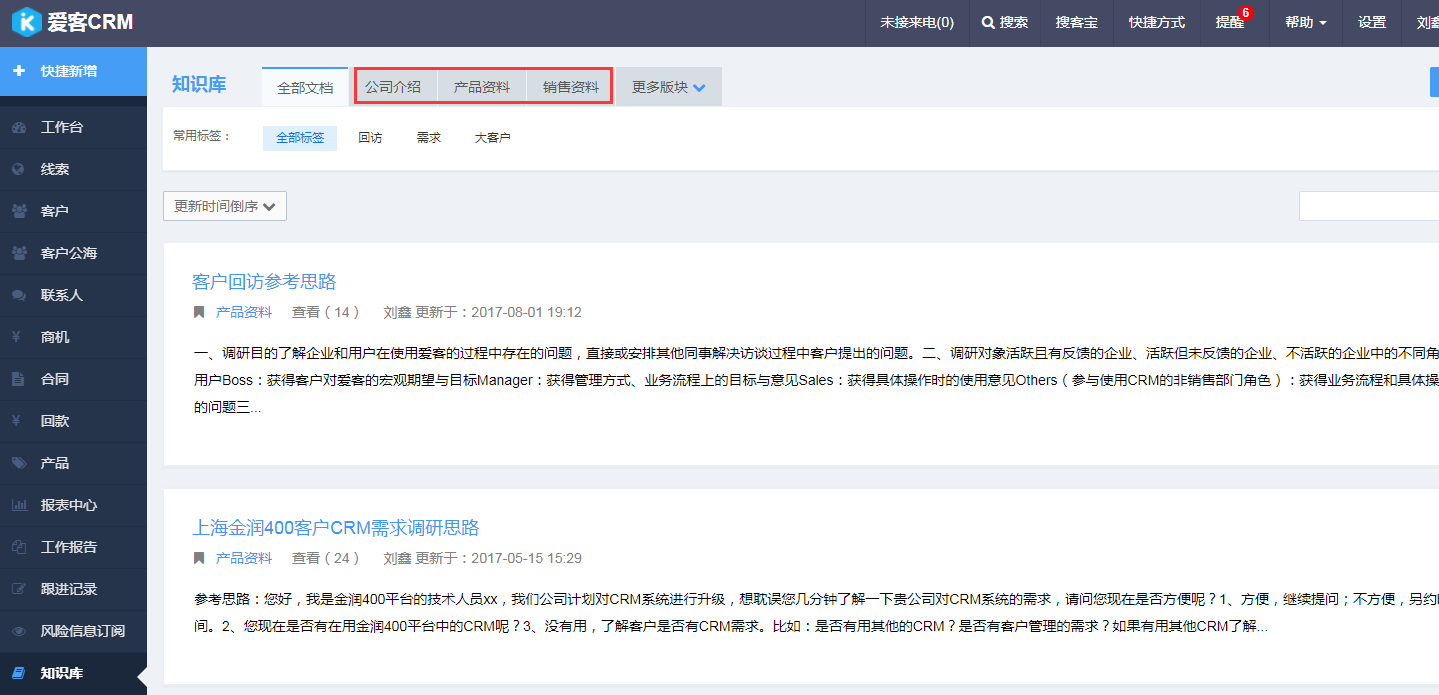 爱客CRM
未接来电(0) 搜索 搜客宝 快捷方式 提醒 6 帮助 设置 刘鑫
快捷新增
工作台
线索
客户
客户公海
联系人
商机
合同
回款
产品
报表中心
工作报告
跟进记录
风险信息订阅
知识库
知识库 全部文档 公司介绍 产品资料 销售资料 更多版块
常用标签： 全部标签 回访 需求 大客户
更新时间倒序
客户回访参考思路
产品资料 查看 ( 14 ) 刘鑫 更新于：2017-08-01 19:12
一、调研目的了解企业和用户在使用爱客的过程中存在的问题，直接或安排其他同事解决访谈过程中客户提出的问题。二、调研对象活跃且有反馈的企业、活跃但未反馈的企业、不活跃的企业中的不同角
用户Boss：获得客户对爱客的宏观期望与目标Manager：获得管理方式、业务流程上的目标与意见Sales：获得具体操作时的使用意见Others（参与使用CRM的非销售部门角色）：获得业务流程和具体操
的问题三...
上海金润400客户CRM需求调研思路
产品资料 查看 ( 24 ) 刘鑫 更新于：2017-05-15 15:29
参考思路：您好，我是金润400平台的技术人员xx，我们公司计划对CRM系统进行升级，想耽误您几分钟了解一下贵公司对CRM系统的需求，请问您现在是否方便呢？1、方便，继续提问；不方便，另约
间。2、您现在是否有在用金润400平台中的CRM呢？3、没有用，了解客户是否有CRM需求。比如：是否有用其他的CRM？是否有客户管理的需求？如果有用其他CRM了解...